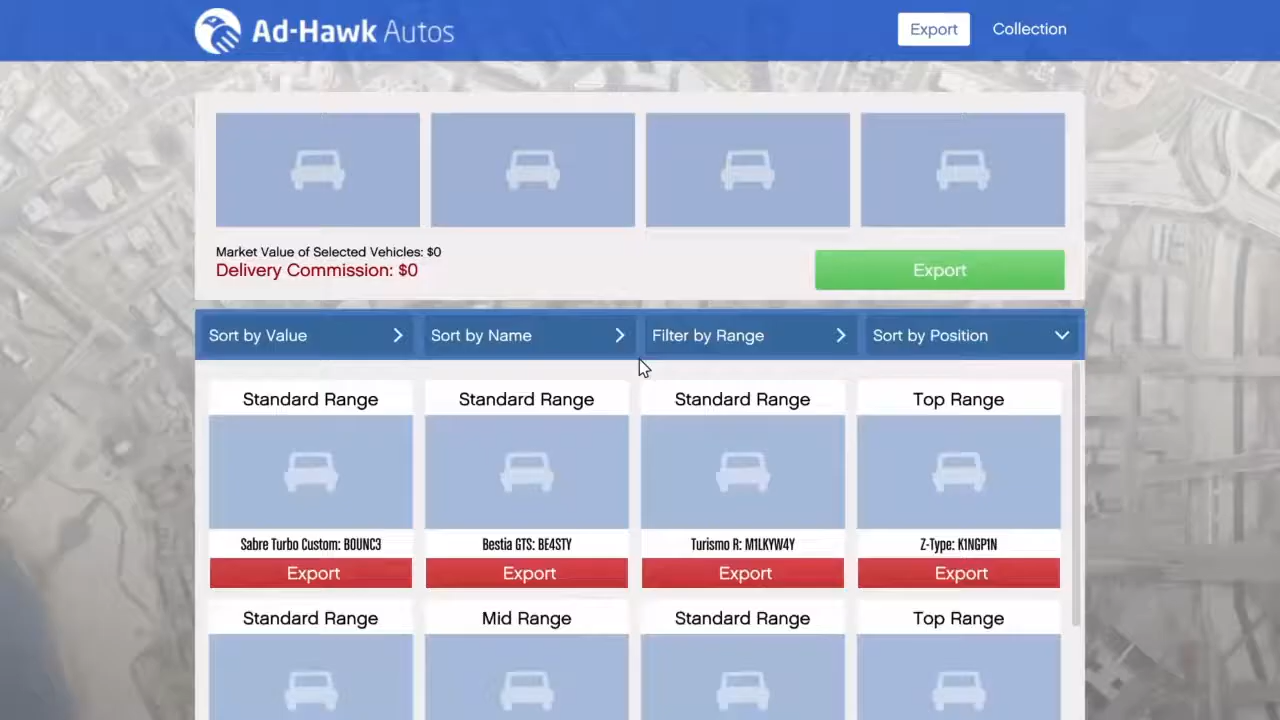 Ad-Hawk Autos
Export
Collection
Market Value of Selected Vehicles: $0
Delivery Commission: $0
Export
Sort by Value
Sort by Name
Filter by Range
Sort by Position
Standard Range
Standard Range
Standard Range
Top Range
Sabre Turbo Custom: B0UNC3
Bestia GTS: BE4STY
Turismo R: M1LKYW4Y
Z-Type: K1NGP1N
Export
Export
Export
Export
Standard Range
Mid Range
Standard Range
Top Range